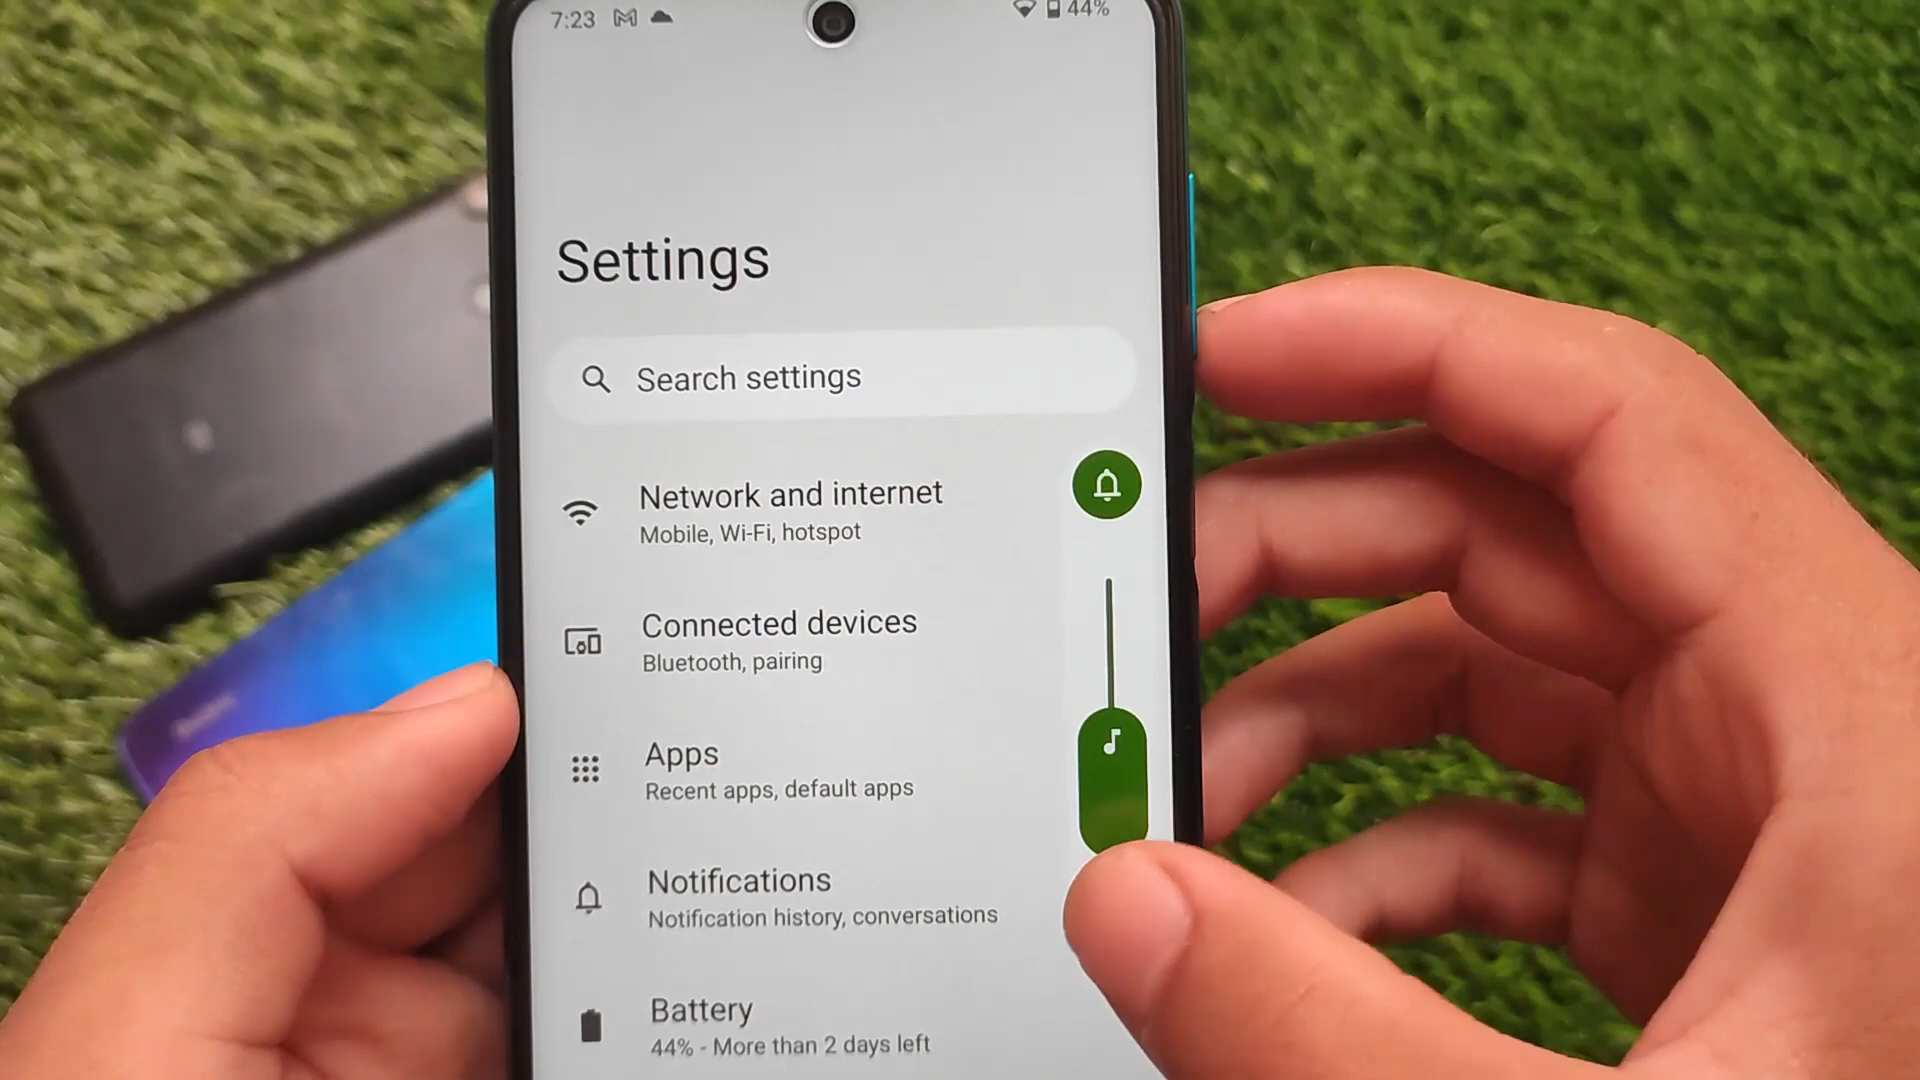 7:23
44%
Settings
Search settings
Network and internet
Mobile, Wi-Fi, hotspot
Connected devices
Bluetooth, pairing
Apps
Recent apps, default apps
Notifications
Notification history, conversations
Battery
44% - More than 2 days left